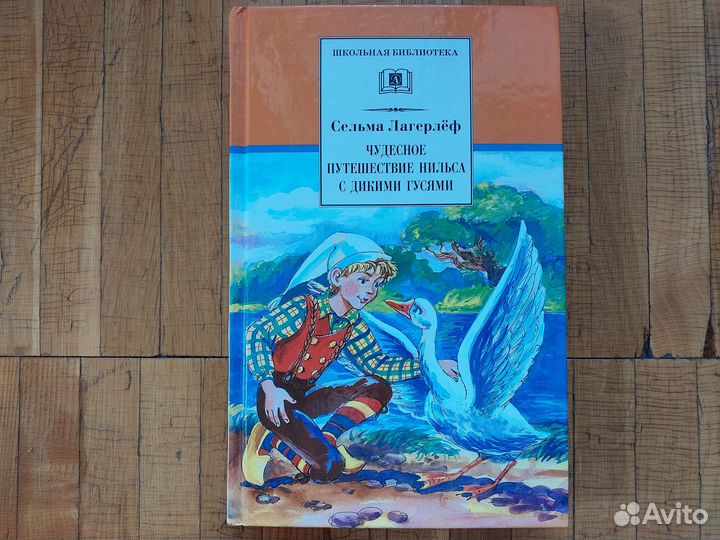 ШКОЛЬНАЯ БИБЛИОТЕКА
Сельма Лагерлёф
ЧУДЕСНОЕ
ПУТЕШЕСТВИЕ НИЛЬСА
С ДИКИМИ ГУСЯМИ
Avito